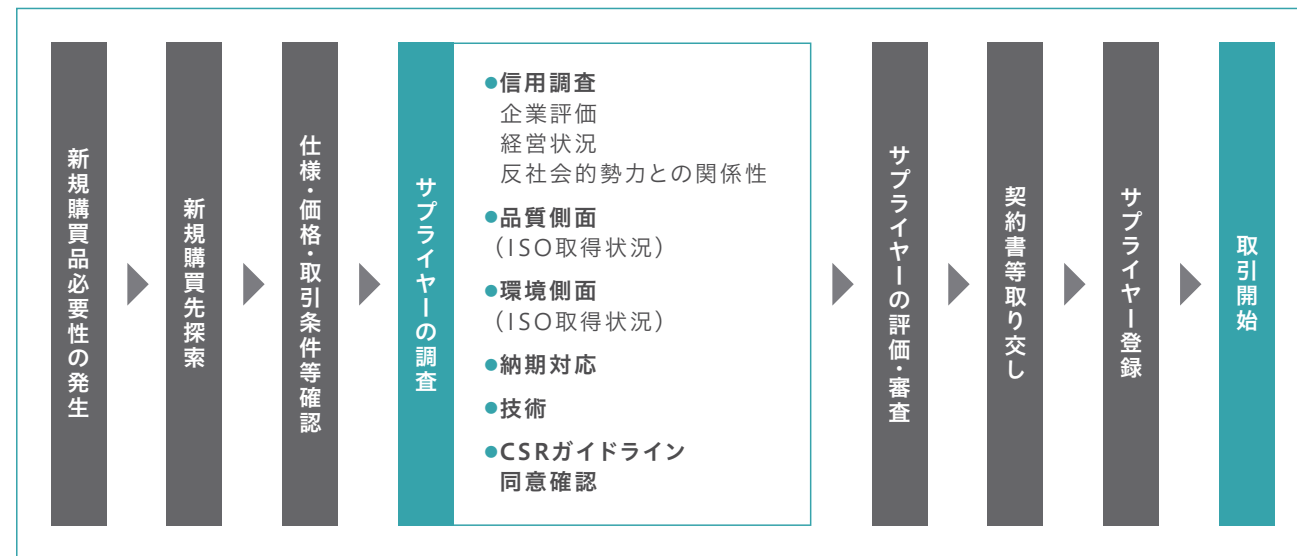 新規購買品必要性の発生
新規購買先探索
仕様・価格・取引条件等確認
サプライヤーの調査
●信用調査
企業評価
経営状況
反社会的勢力との関係性
●品質側面
（ISO取得状況）
●環境側面
（ISO取得状況）
●納期対応
●技術
●CSRガイドライン
同意確認
サプライヤーの評価・審査
契約書等取り交し
サプライヤー登録
取引開始